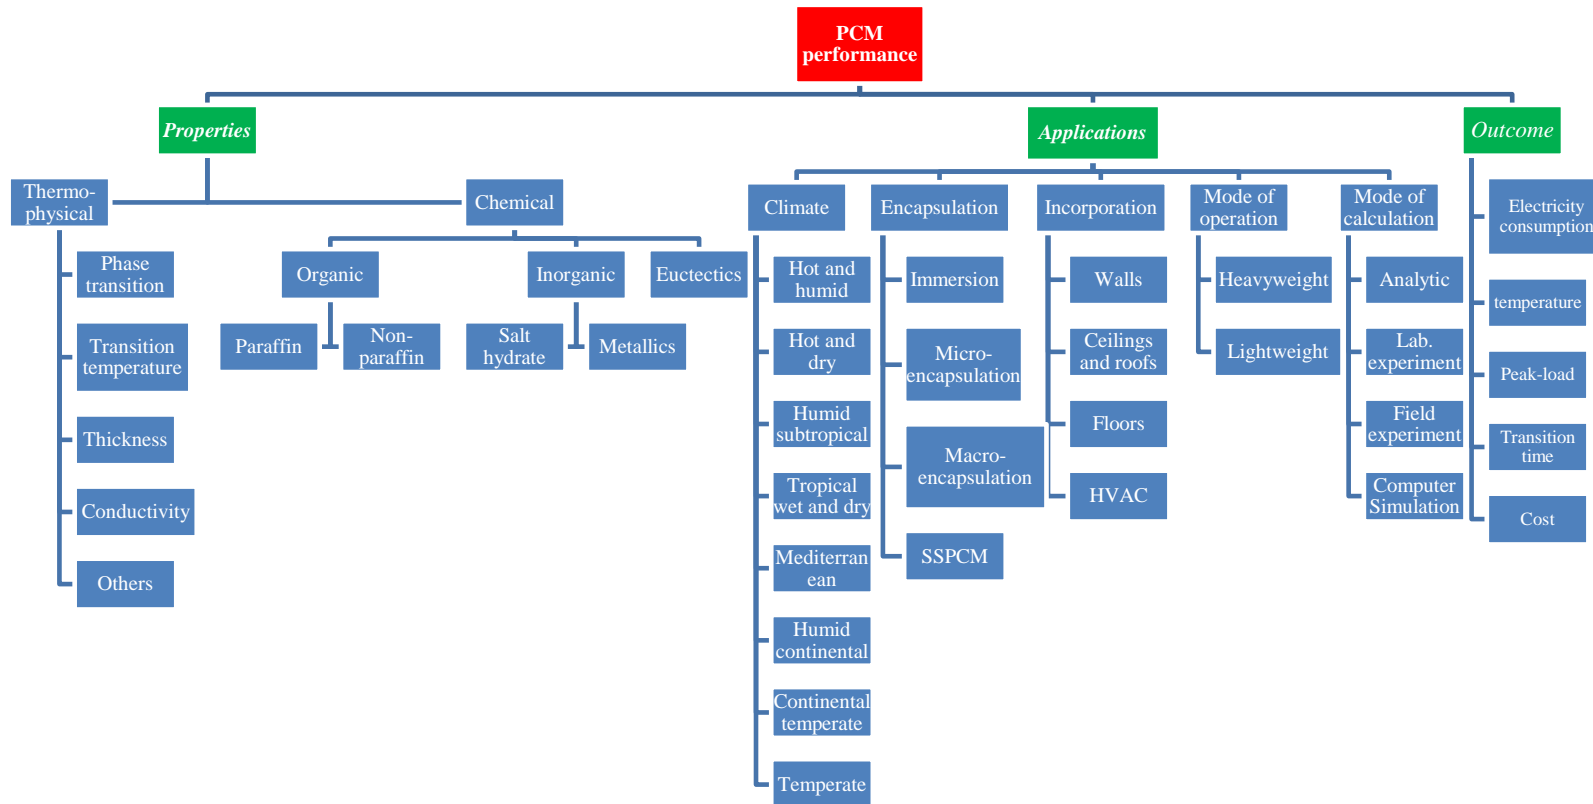 PCM
performance
Properties
Applications
Outcome
Thermo-
physical
Chemical
Climate
Encapsulation
Incorporation
Mode of
operation
Mode of
calculation
Electricity
consumption
Phase
transition
Organic
Inorganic
Euctectics
Hot and
humid
Immersion
Walls
Heavyweight
Analytic
temperature
Transition
temperature
Paraffin
Non-
paraffin
Salt
hydrate
Metallics
Hot and
dry
Micro-
encapsulation
Ceilings
and roofs
Lightweight
Lab.
experiment
Peak-load
Thickness
Humid
subtropical
Macro-
encapsulation
Floors
Field
experiment
Transition
time
Conductivity
Tropical
wet and dry
HVAC
Computer
Simulation
Cost
Others
Mediterran
ean
SSPCM
Humid
continental
Continental
temperate
Temperate